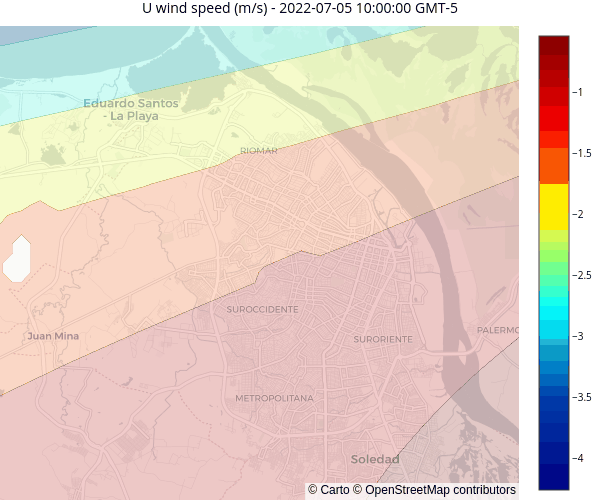 U wind speed (m/s) - 2022-07-05 10:00:00 GMT-5
Eduardo Santos
- La Playa
RIOMAR
Juan Mina
SUROCCIDENTE
SURORIENTE
PALERMO
METROPOLITANA
Soledad
© Carto © OpenStreetMap contributors
−1
−1.5
−2
−2.5
−3
−3.5
−4